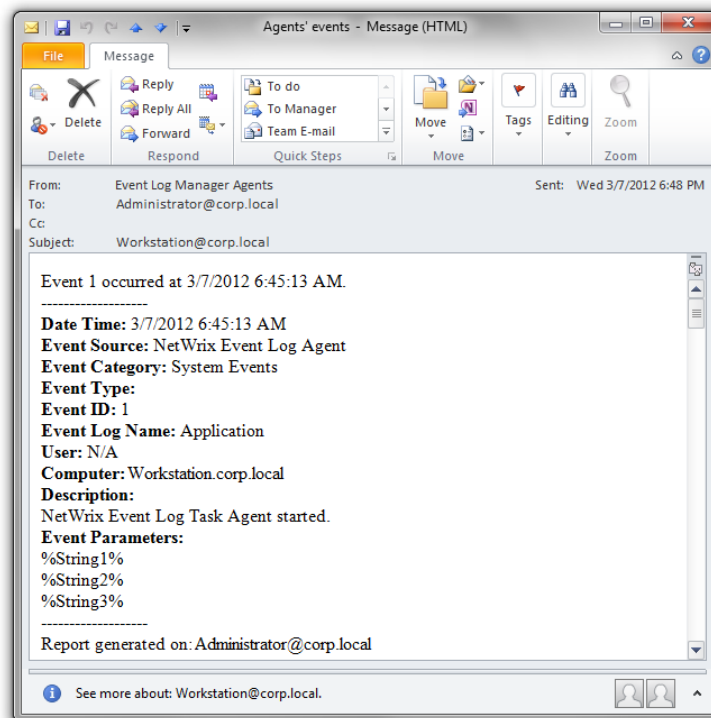 Agents' events - Message (HTML)
File Message
Reply
Reply All
Forward
Delete
To do
To Manager
Team E-mail
Move
Tags
Editing
Zoom
Delete Respond Quick Steps Move Zoom
From: Event Log Manager Agents Sent: Wed 3/7/2012 6:48 PM
To: Administrator@corp.local
Cc:
Subject: Workstation@corp.local
Event 1 occurred at 3/7/2012 6:45:13 AM.
-------------------
Date Time: 3/7/2012 6:45:13 AM
Event Source: NetWrix Event Log Agent
Event Category: System Events
Event Type:
Event ID: 1
Event Log Name: Application
User: N/A
Computer: Workstation.corp.local
Description:
NetWrix Event Log Task Agent started.
Event Parameters:
%String1%
%String2%
%String3%
-------------------
Report generated on: Administrator@corp.local
See more about: Workstation@corp.local.